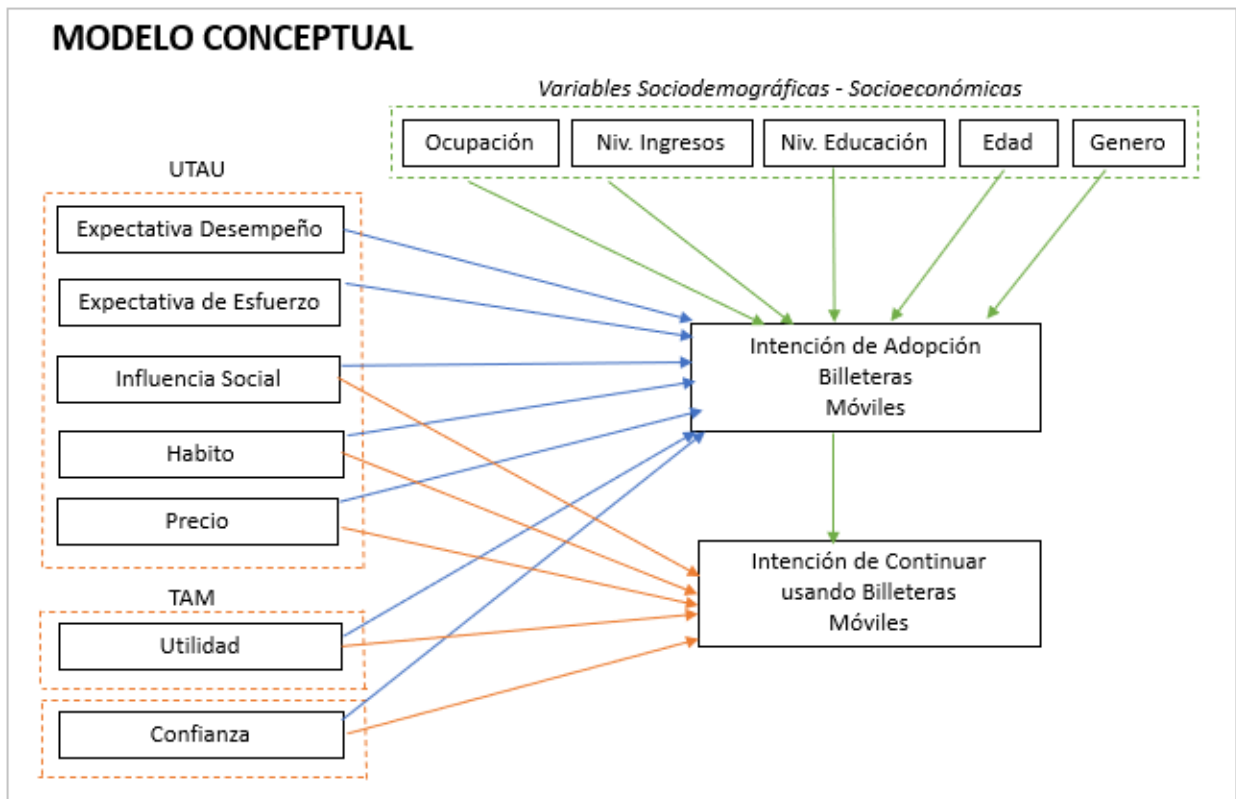 MODELO CONCEPTUAL
Variables Sociodemográficas - Socioeconómicas
Ocupación
Niv. Ingresos
Niv. Educación
Edad
Genero
UTAU
Expectativa Desempeño
Expectativa de Esfuerzo
Influencia Social
Habito
Precio
TAM
Utilidad
Confianza
Intención de Adopción
Billeteras
Móviles
Intención de Continuar
usando Billeteras
Móviles